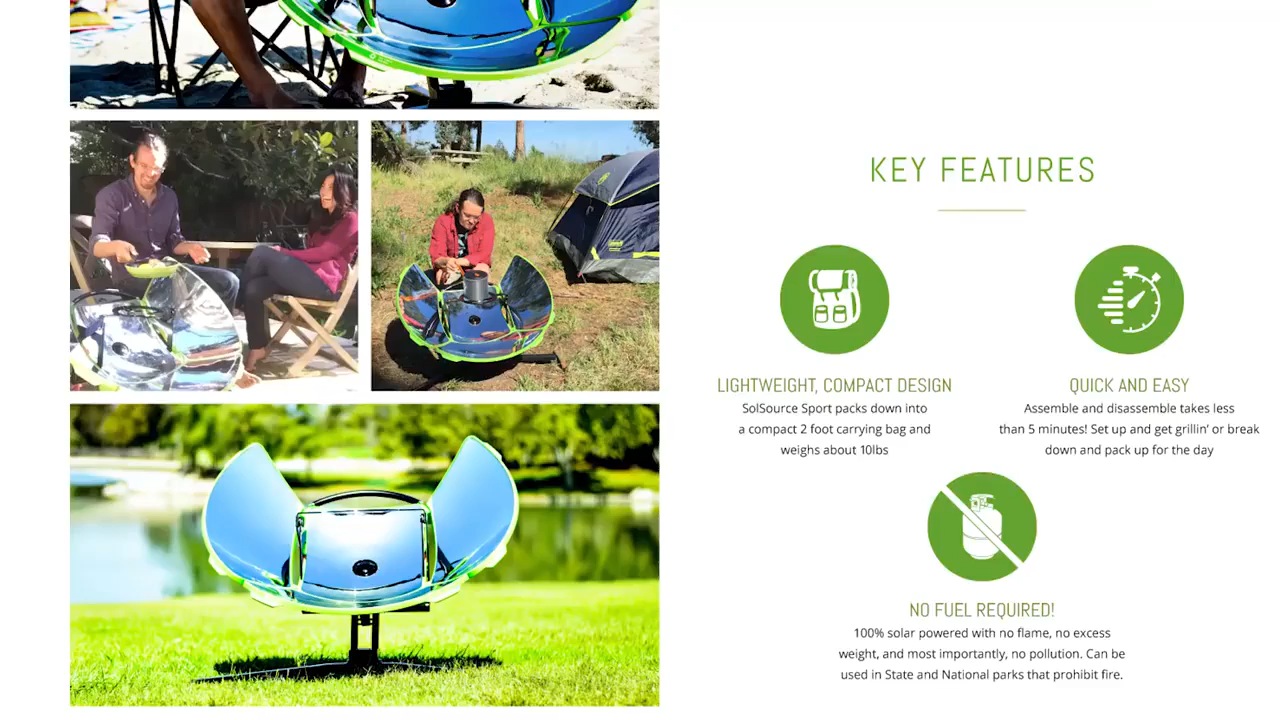 KEY FEATURES
LIGHTWEIGHT, COMPACT DESIGN
SolSource Sport packs down into
a compact 2 foot carrying bag and
weighs about 10lbs
QUICK AND EASY
Assemble and disassemble takes less
than 5 minutes! Set up and get grillin' or break
down and pack up for the day
NO FUEL REQUIRED!
100% solar powered with no flame, no excess
weight, and most importantly, no pollution. Can be
used in State and National parks that prohibit fire.